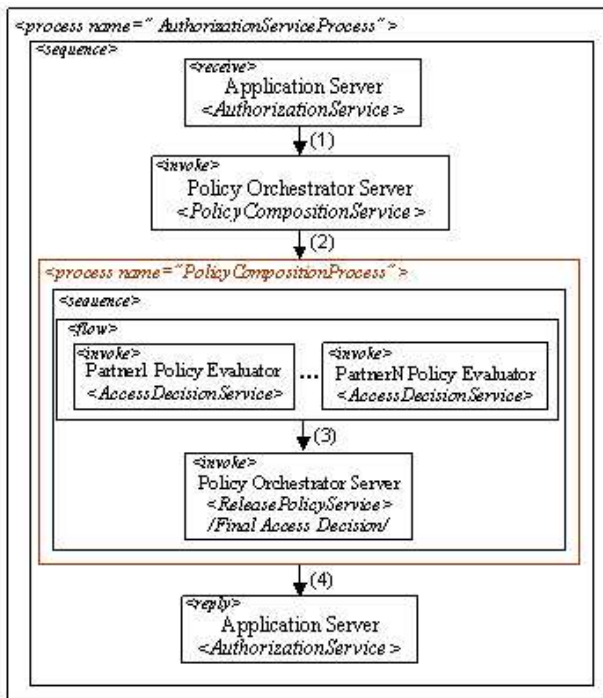 <process name=" AuthorizationServiceProcess" >
<sequence>
<receive>
Application Server
<AuthorizationService >
(1)
<invoke>
Policy Orchestrator Server
<PolicyCompositionService >
(2)
<process name="PolicyCompositionProcess" >
<sequence>
<flow>
<invoke>
Partner1 Policy Evaluator
<AccessDecisionService>
...
<invoke>
PartnerN Policy Evaluator
<AccessDecisionService>
(3)
<invoke>
Policy Orchestrator Server
<ReleasePolicyService >
/Final Access Decision/
(4)
<reply>
Application Server
<AuthorizationService >